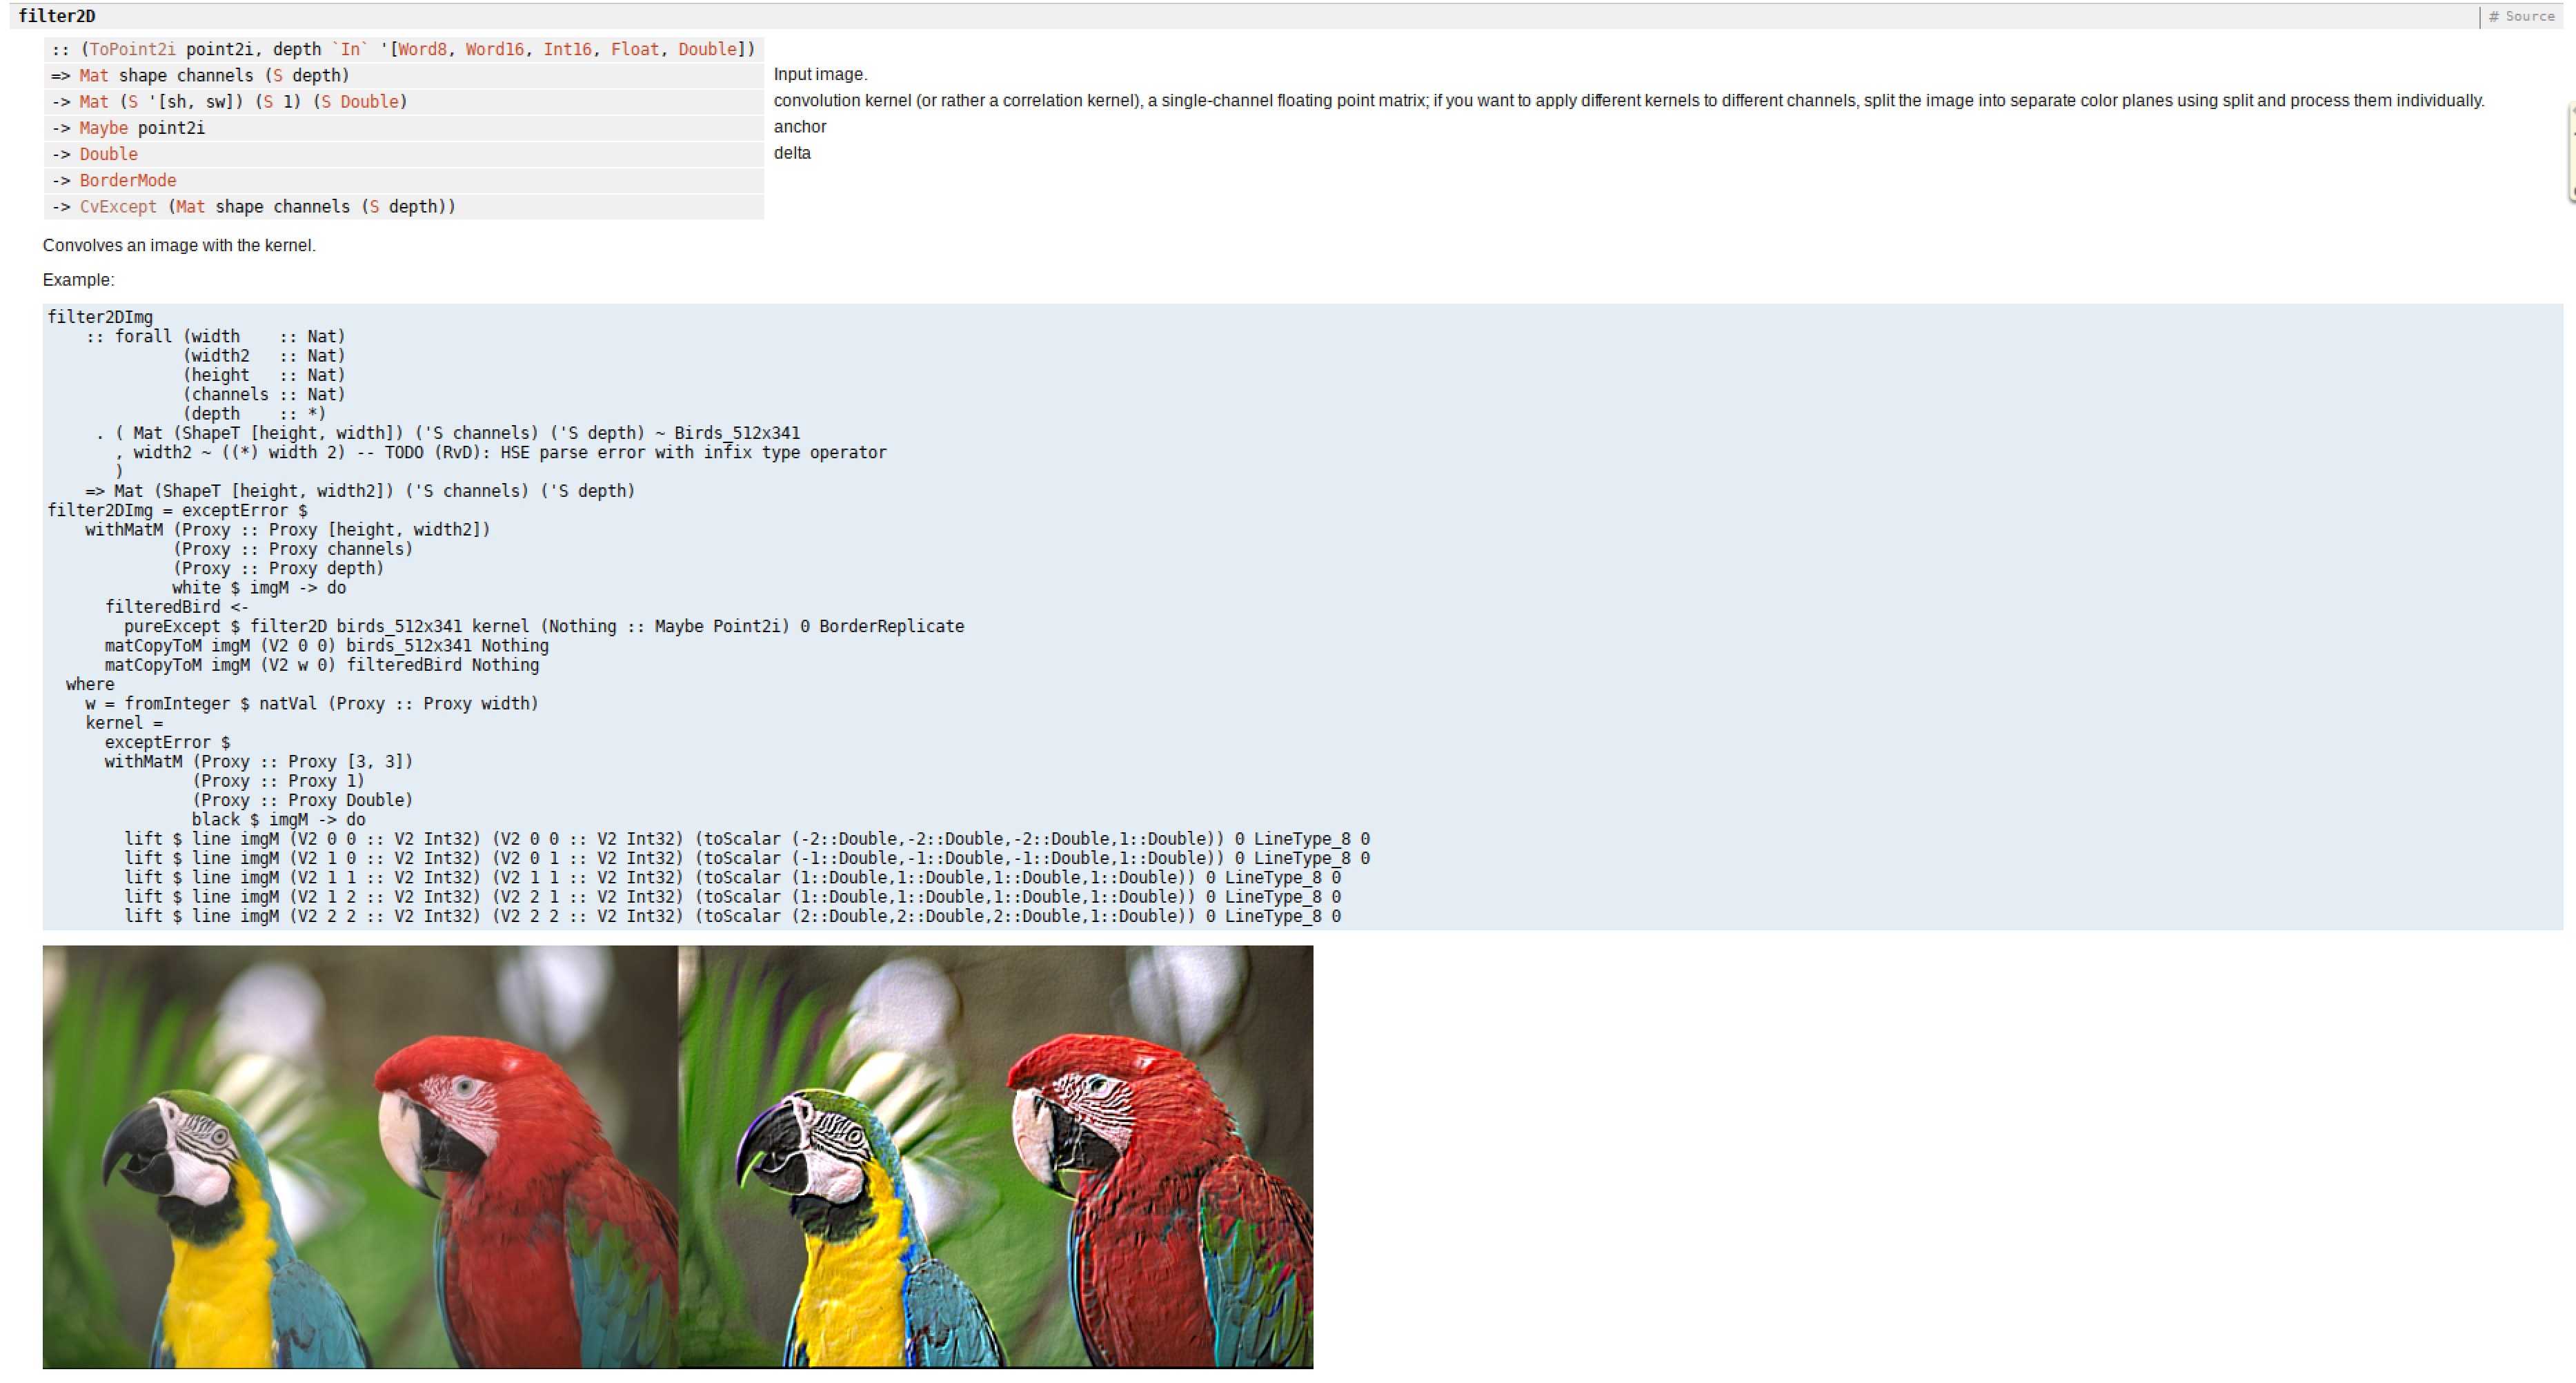 filter2D
# Source
:: (ToPoint2i point2i, depth `In` '[Word8, Word16, Int16, Float, Double])
=> Mat shape channels (S depth) Input image.
-> Mat (S '[sh, sw]) (S 1) (S Double) convolution kernel (or rather a correlation kernel), a single-channel floating point matrix; if you want to apply different kernels to different channels, split the image into separate color planes using split and process them individually.
-> Maybe point2i anchor
-> Double delta
-> BorderMode
-> CvExcept (Mat shape channels (S depth))
Convolves an image with the kernel.
Example:
filter2DImg
    :: forall (width    :: Nat)
              (width2   :: Nat)
              (height   :: Nat)
              (channels :: Nat)
              (depth    :: *)
     . ( Mat (ShapeT [height, width]) ('S channels) ('S depth) ~ Birds_512x341
       , width2 ~ ((*) width 2) -- TODO (RvD): HSE parse error with infix type operator
       )
    => Mat (ShapeT [height, width2]) ('S channels) ('S depth)
filter2DImg = exceptError $
    withMatM (Proxy :: Proxy [height, width2])
             (Proxy :: Proxy channels)
             (Proxy :: Proxy depth)
             white $ imgM -> do
      filteredBird <-
        pureExcept $ filter2D birds_512x341 kernel (Nothing :: Maybe Point2i) 0 BorderReplicate
      matCopyToM imgM (V2 0 0) birds_512x341 Nothing
      matCopyToM imgM (V2 w 0) filteredBird Nothing
  where
    w = fromInteger $ natVal (Proxy :: Proxy width)
    kernel =
      exceptError $
      withMatM (Proxy :: Proxy [3, 3])
               (Proxy :: Proxy 1)
               (Proxy :: Proxy Double)
               black $ imgM -> do
        lift $ line imgM (V2 0 0 :: V2 Int32) (V2 0 0 :: V2 Int32) (toScalar (-2::Double,-2::Double,-2::Double,1::Double)) 0 LineType_8 0
        lift $ line imgM (V2 1 0 :: V2 Int32) (V2 0 1 :: V2 Int32) (toScalar (-1::Double,-1::Double,-1::Double,1::Double)) 0 LineType_8 0
        lift $ line imgM (V2 1 1 :: V2 Int32) (V2 1 1 :: V2 Int32) (toScalar (1::Double,1::Double,1::Double,1::Double)) 0 LineType_8 0
        lift $ line imgM (V2 1 2 :: V2 Int32) (V2 2 1 :: V2 Int32) (toScalar (1::Double,1::Double,1::Double,1::Double)) 0 LineType_8 0
        lift $ line imgM (V2 2 2 :: V2 Int32) (V2 2 2 :: V2 Int32) (toScalar (2::Double,2::Double,2::Double,1::Double)) 0 LineType_8 0